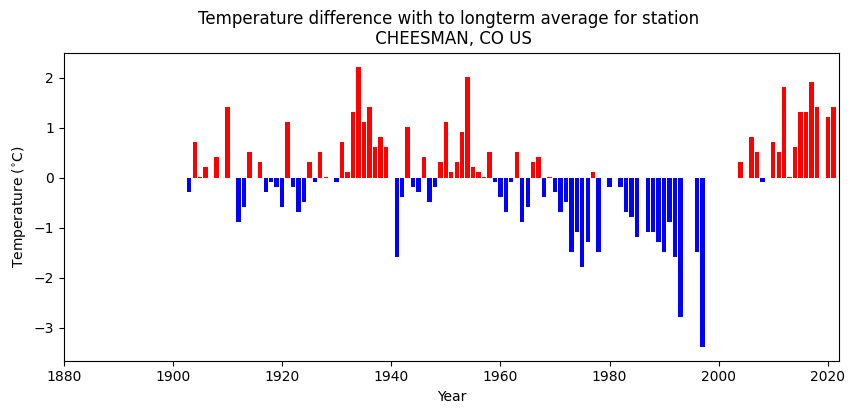 Temperature difference with to longterm average for station
CHEESMAN, CO US
Temperature (°C)
2
1
0
−1
−2
−3
1880 1900 1920 1940 1960 1980 2000 2020
Year